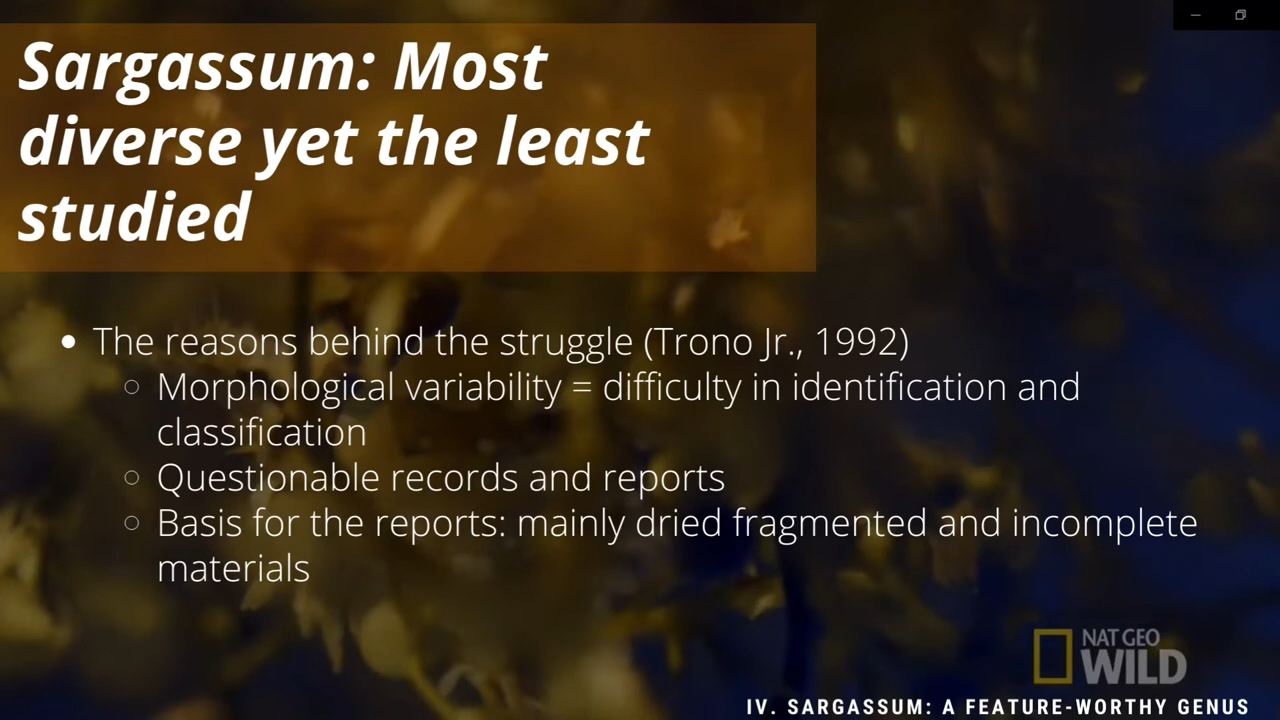 Sargassum: Most
diverse yet the least
studied
• The reasons behind the struggle (Trono Jr., 1992)
○ Morphological variability = difficulty in identification and
classification
○ Questionable records and reports
○ Basis for the reports: mainly dried fragmented and incomplete
materials
NAT GEO
WILD
IV. SARGASSUM: A FEATURE-WORTHY GENUS